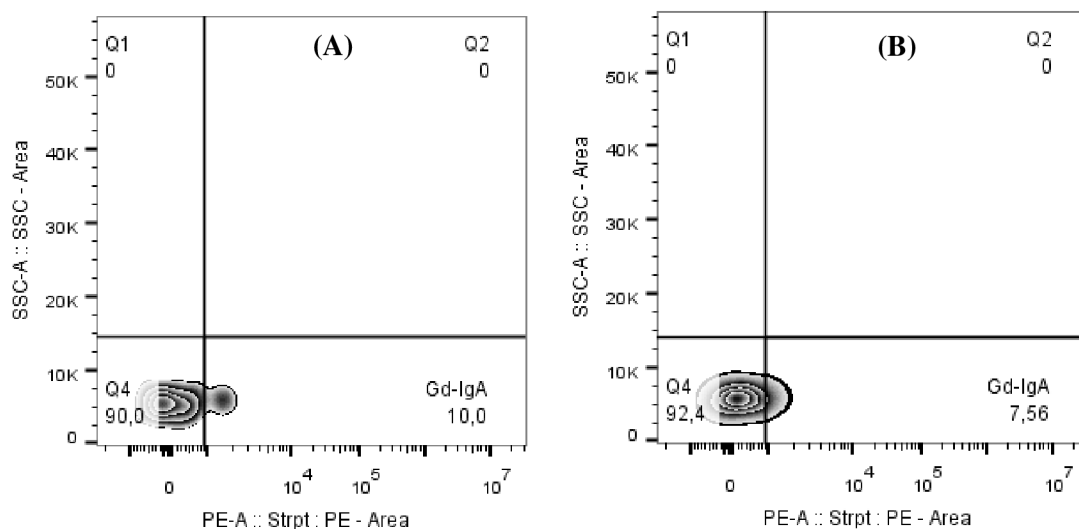 (A)
Q1
0
Q2
0
50K
40K
30K
20K
10K
0
SSC-A :: SSC - Area
Q4
90,0
Gd-IgA
10,0
0
10^4
10^5
10^7
PE-A :: Strpt : PE - Area
(B)
Q1
0
Q2
0
50K
40K
30K
20K
10K
0
SSC-A :: SSC - Area
Q4
92,4
Gd-IgA
7,56
0
10^4
10^5
10^7
PE-A :: Strpt : PE - Area